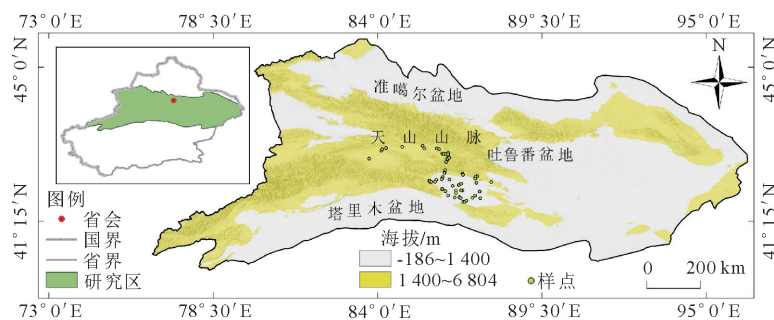 73°0′E 78°30′E 84°0′E 89°30′E 95°0′E
45°0′N
45°0′N
N
准噶尔盆地
天山山脉
吐鲁番盆地
塔里木盆地
41°15′N
41°15′N
图例
省会
国界
省界
研究区
海拔/m
-186~1 400
1 400~6 804
样点
0 200 km
73°0′E 78°30′E 84°0′E 89°30′E 95°0′E